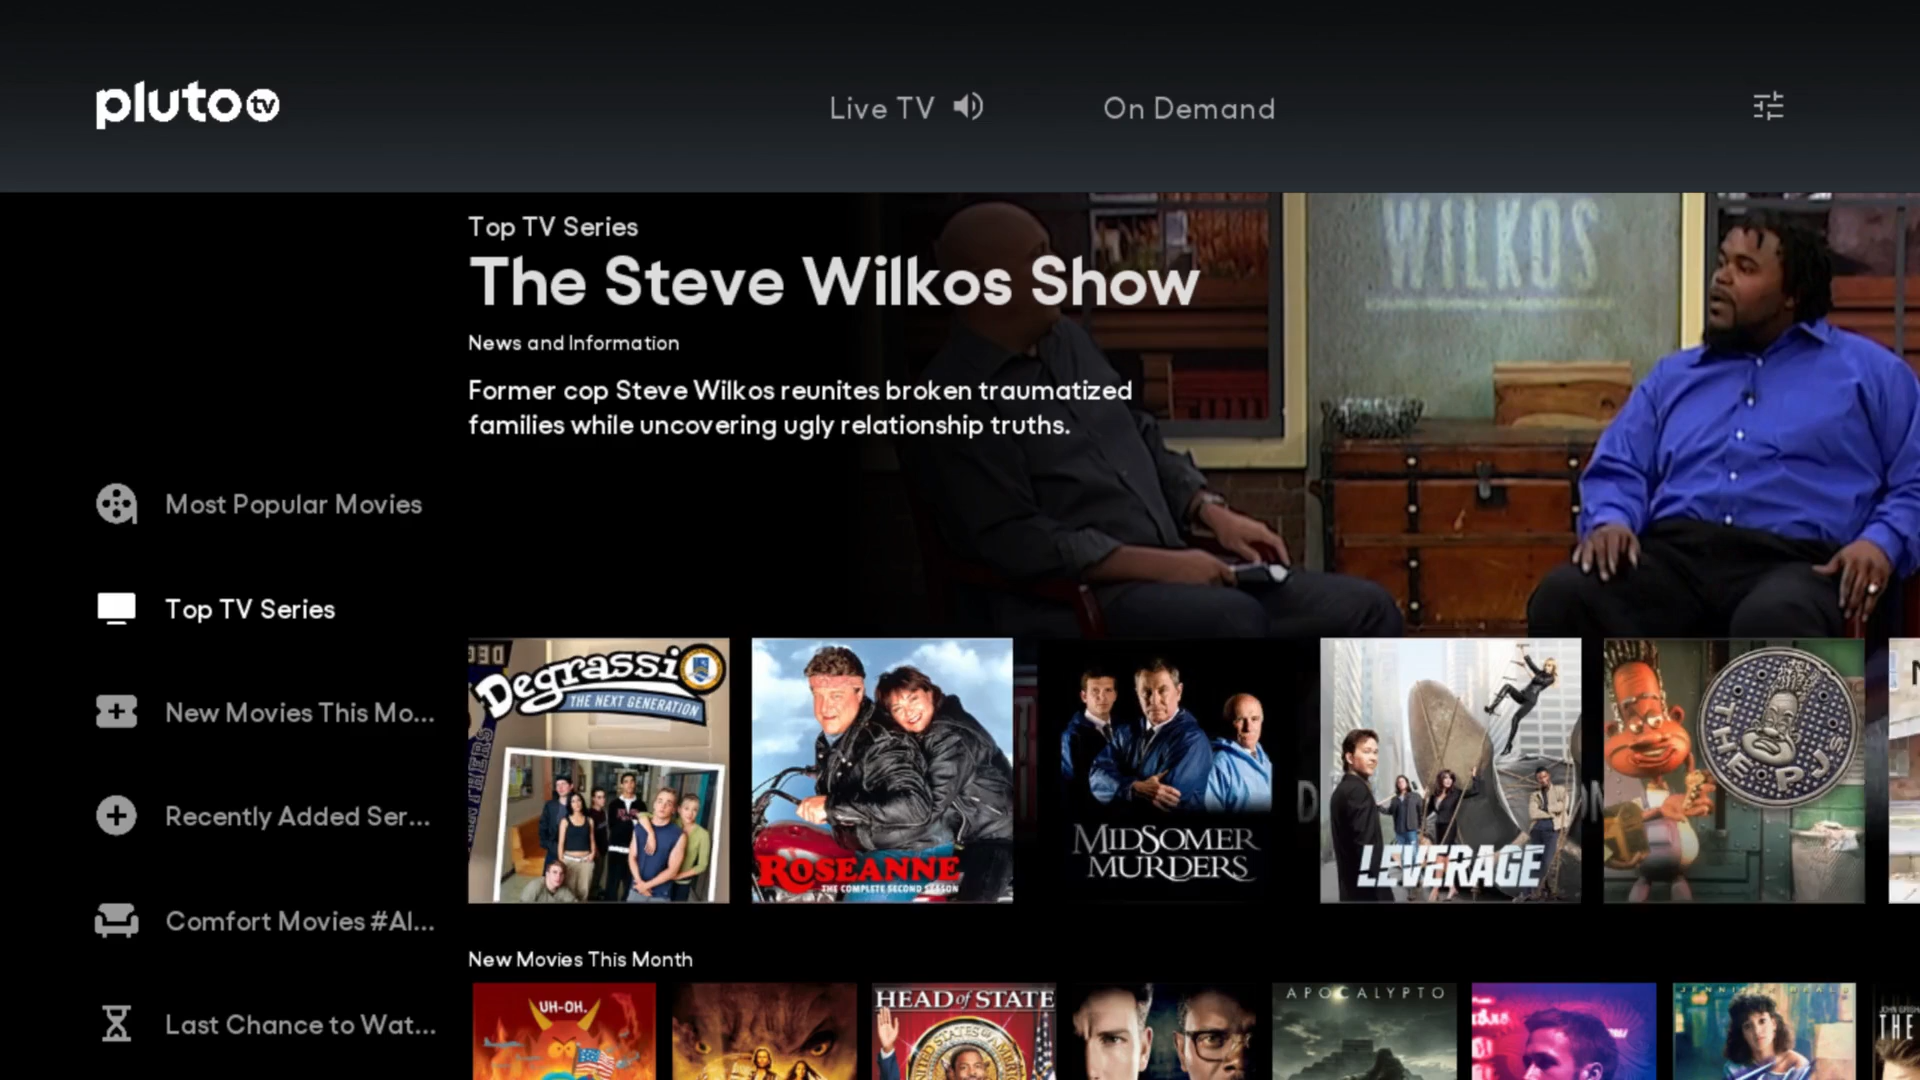 pluto tv
Live TV
On Demand
WILKOS
Top TV Series
The Steve Wilkos Show
News and Information
Former cop Steve Wilkos reunites broken traumatized
families while uncovering ugly relationship truths.
Most Popular Movies
Top TV Series
New Movies This Mo...
Recently Added Ser...
Comfort Movies #Al...
Last Chance to Wat...
Degrassi
THE NEXT GENERATION
ROSEANNE
THE COMPLETE SECOND SEASON
MIDSOMER
MURDERS
LEVERAGE
THE PJ'S
New Movies This Month
UH-OH.
HEAD of STATE
APOCALYPTO
THE